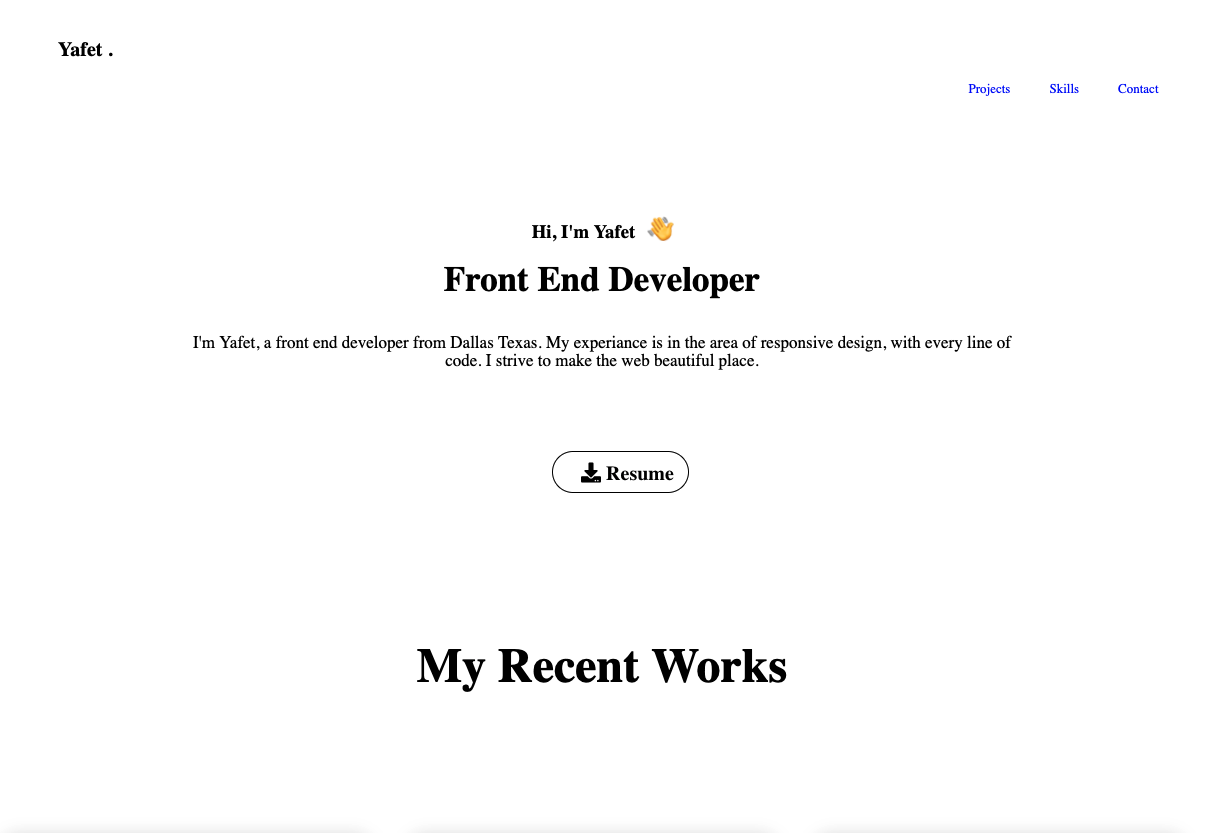 Yafet .
Projects
Skills
Contact
Hi, I'm Yafet 👋
Front End Developer
I'm Yafet, a front end developer from Dallas Texas. My experiance is in the area of responsive design, with every line of
code. I strive to make the web beautiful place.
Resume
My Recent Works